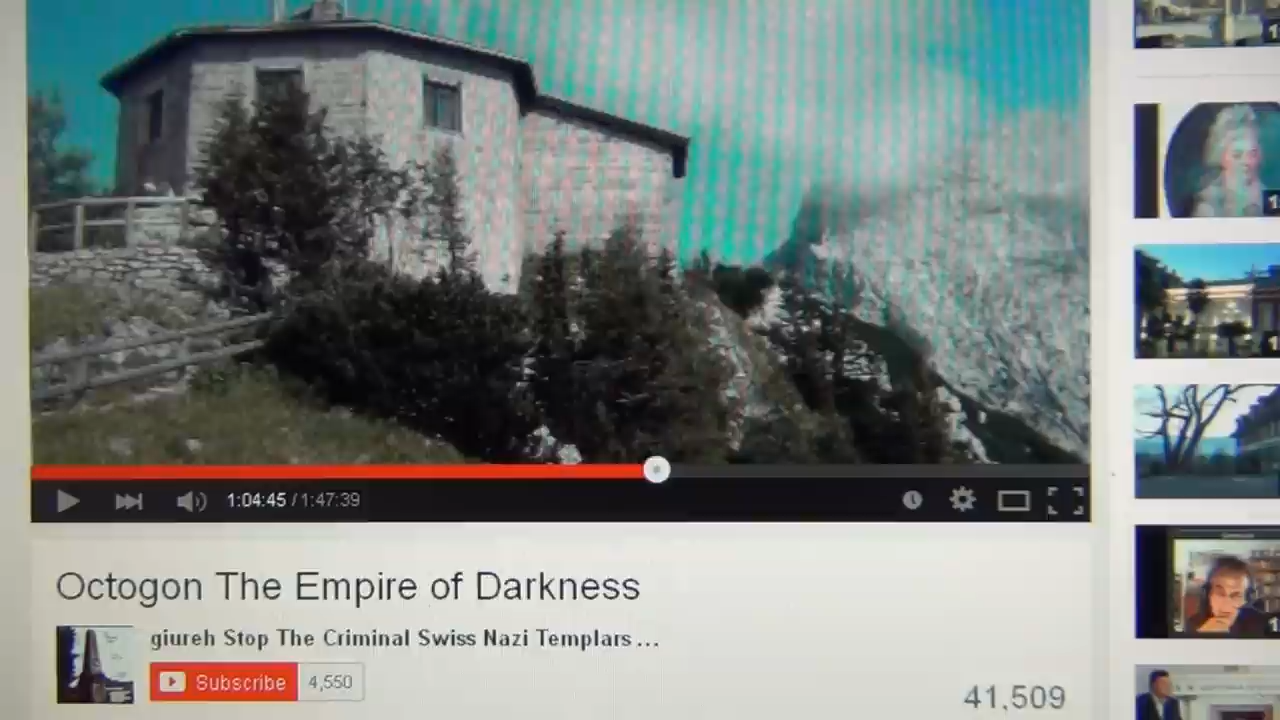 1:04:45 / 1:47:39
Octogon The Empire of Darkness
giureh Stop The Criminal Swiss Nazi Templars ...
Subscribe 4,550
41,509